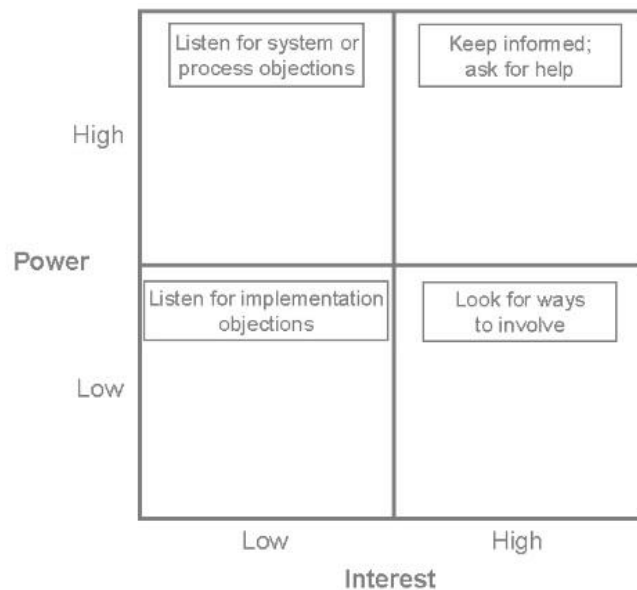 Listen for system or
process objections
Keep informed;
ask for help
High
Power
Listen for implementation
objections
Look for ways
to involve
Low
Low
High
Interest